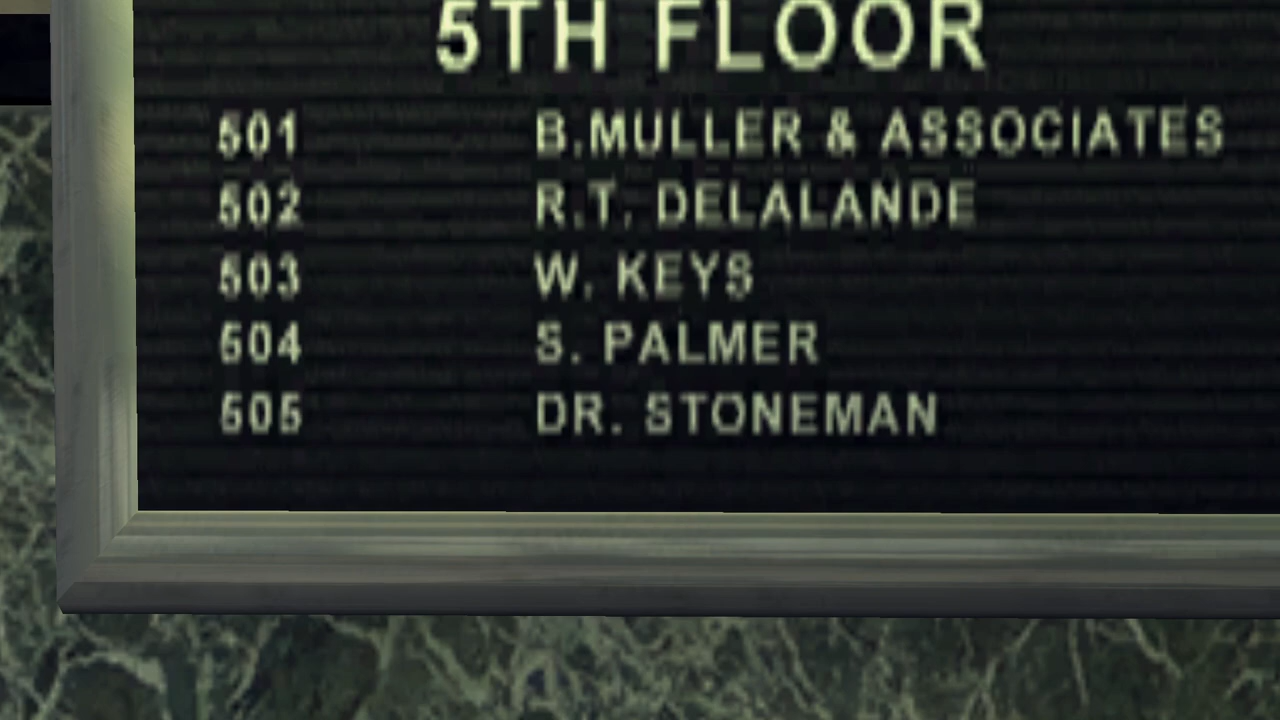 5TH FLOOR
501 B.MULLER & ASSOCIATES
502 R.T. DELALANDE
503 W. KEYS
504 S. PALMER
505 DR. STONEMAN